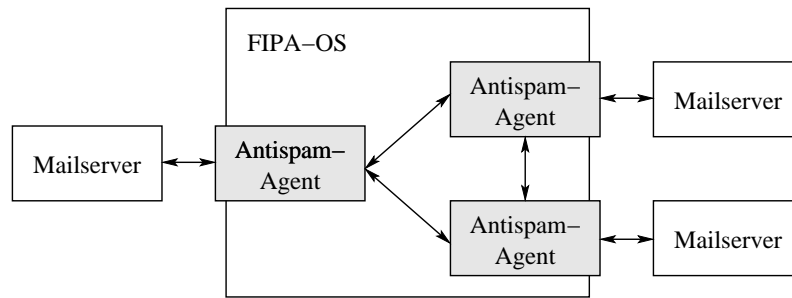 FIPA–OS
Antispam–
Agent
Mailserver
Antispam–
Agent
Mailserver
Antispam–
Agent
Mailserver